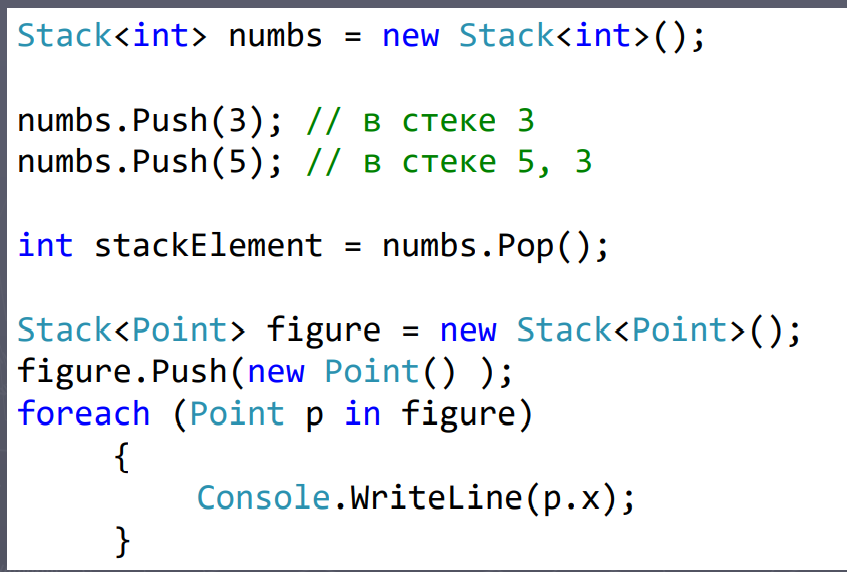 Stack<int> numbs = new Stack<int>();
numbs.Push(3); // в стеке 3
numbs.Push(5); // в стеке 5, 3
int stackElement = numbs.Pop();
Stack<Point> figure = new Stack<Point>();
figure.Push(new Point() );
foreach (Point p in figure)
{
Console.WriteLine(p.x);
}